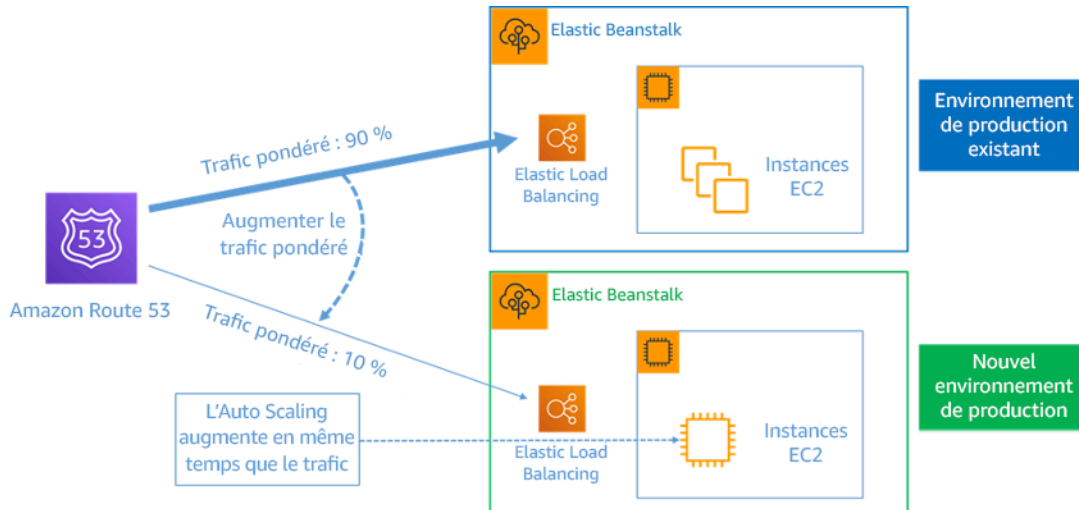 Elastic Beanstalk
Environnement
de production
existant
Trafic pondéré : 90 %
Elastic Load
Balancing
Instances
EC2
53
Augmenter le
trafic pondéré
Amazon Route 53
Trafic pondéré : 10 %
Elastic Beanstalk
Nouvel
environnement
de production
L'Auto Scaling
augmente en même
temps que le trafic
Elastic Load
Balancing
Instances
EC2